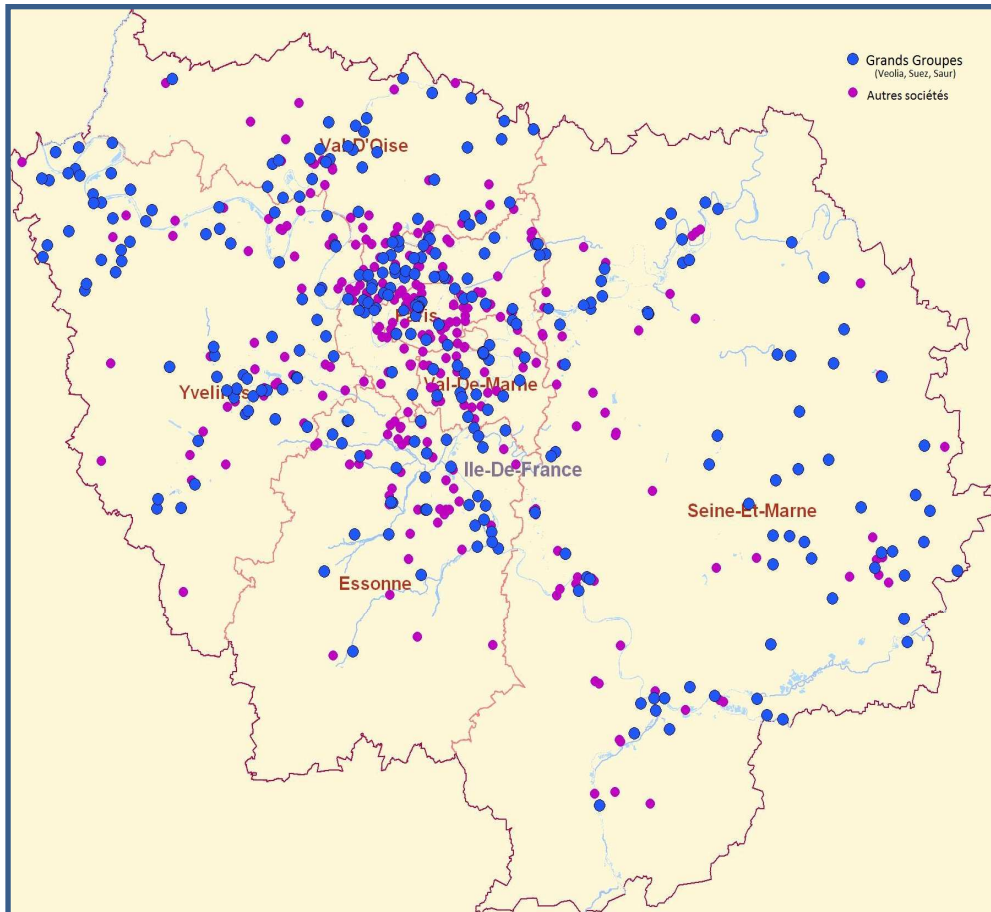 Grands Groupes
(Veolia, Suez, Saur)
Autres sociétés
Val D'Oise
Paris
Val-De-Marne
Yvelines
Ile-De-France
Seine-Et-Marne
Essonne